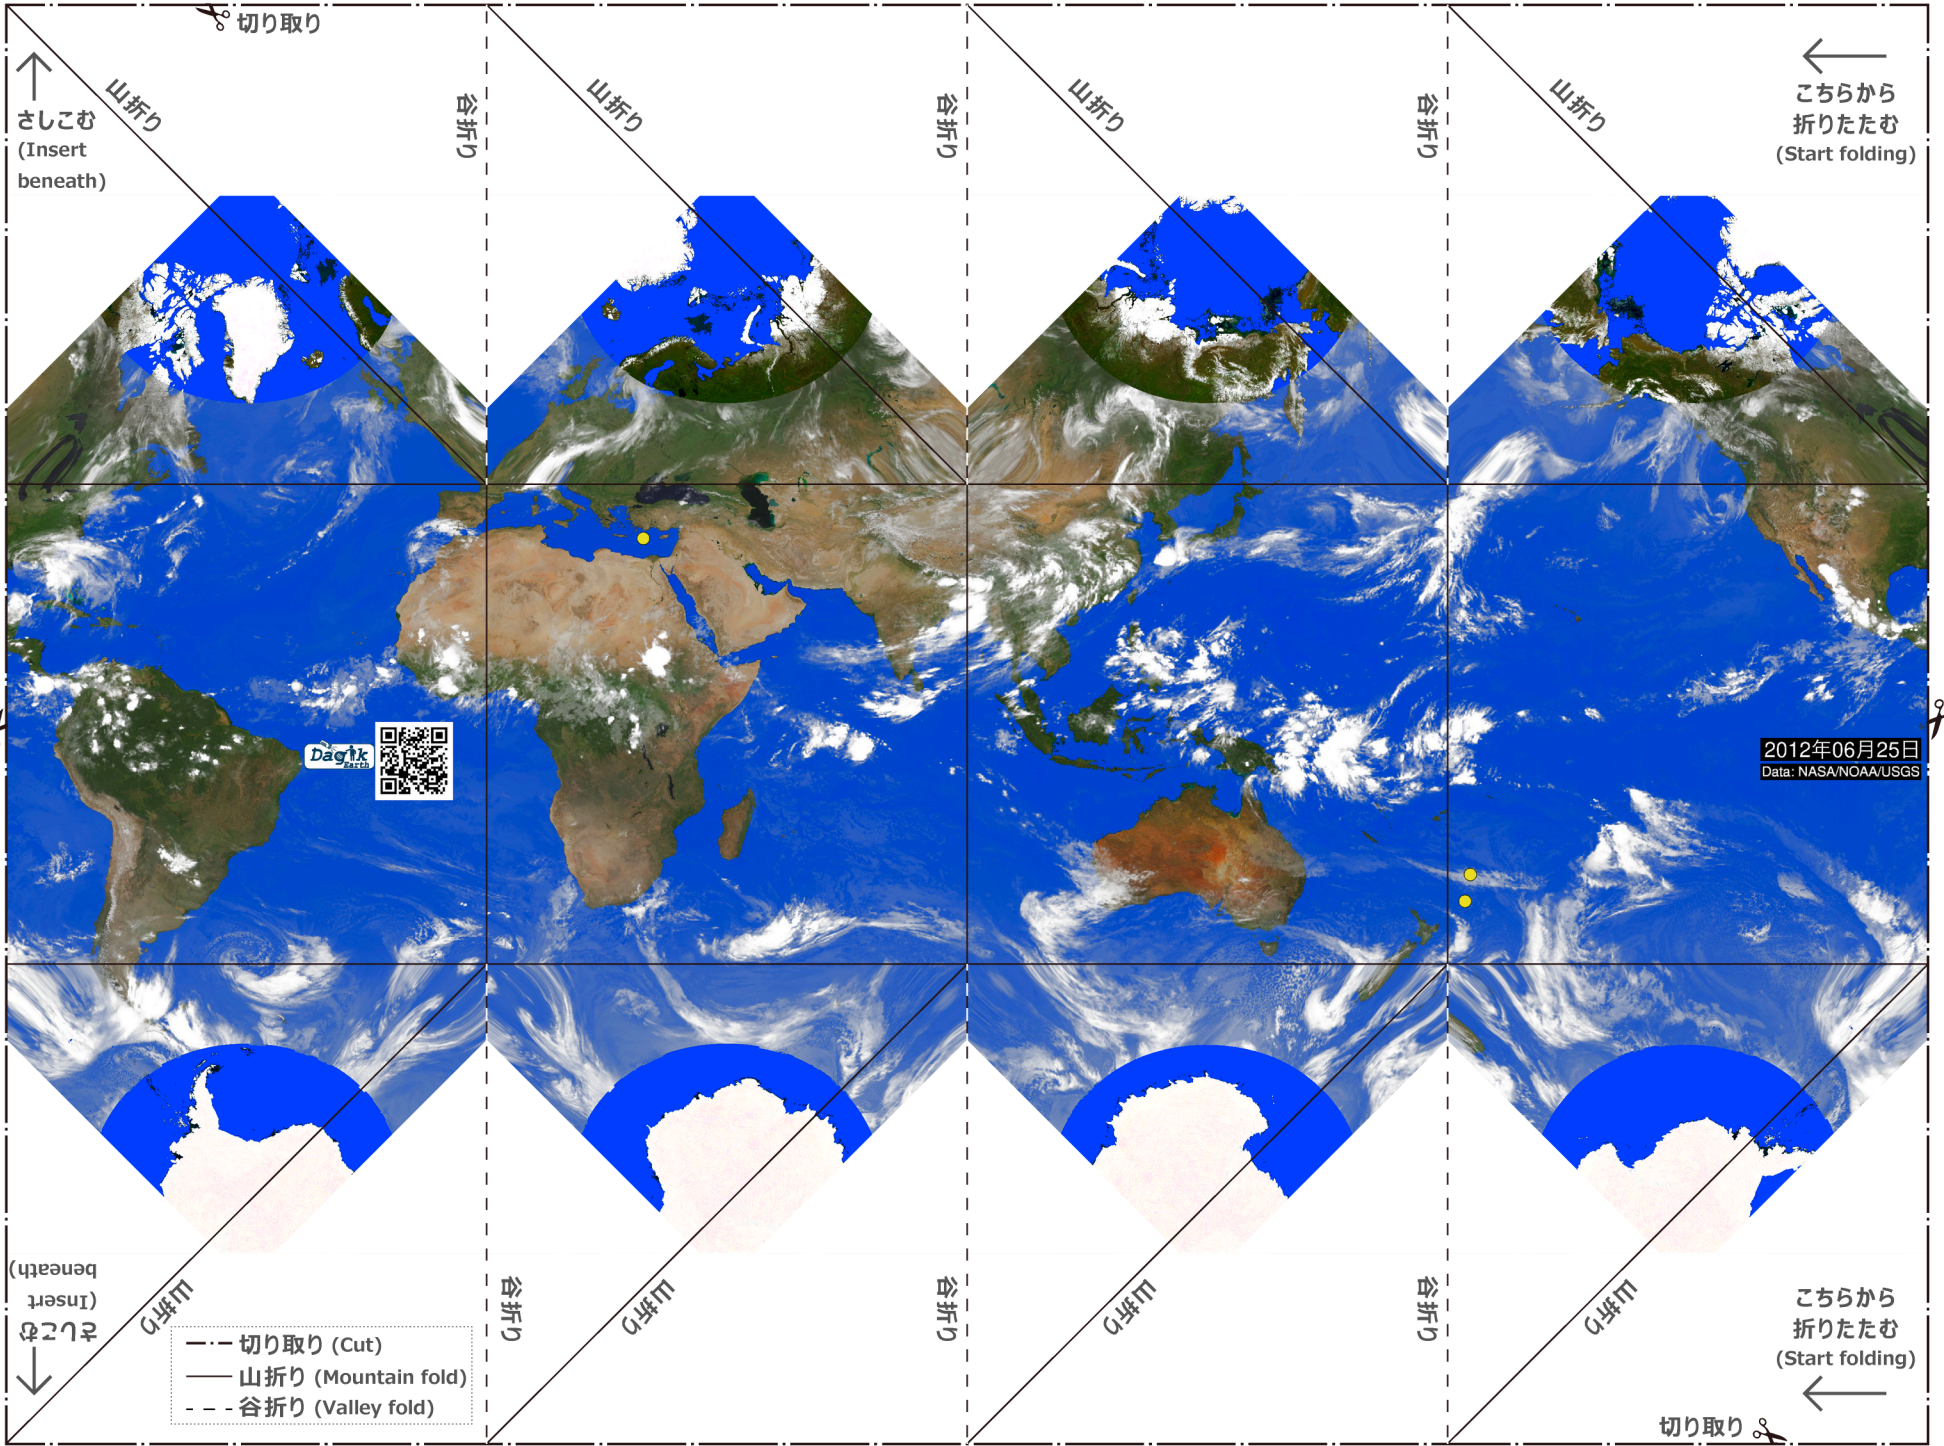 切り取り
山折り
谷折り
山折り
谷折り
山折り
谷折り
山折り
さしこむ
(Insert
beneath)
こちらから
折りたたむ
(Start folding)
Dagik
Earth
2012年06月25日
Data: NASA/NOAA/USGS
さしこむ
(Insert
beneath)
山折り
谷折り
山折り
谷折り
山折り
谷折り
山折り
こちらから
折りたたむ
(Start folding)
切り取り (Cut)
山折り (Mountain fold)
谷折り (Valley fold)
切り取り